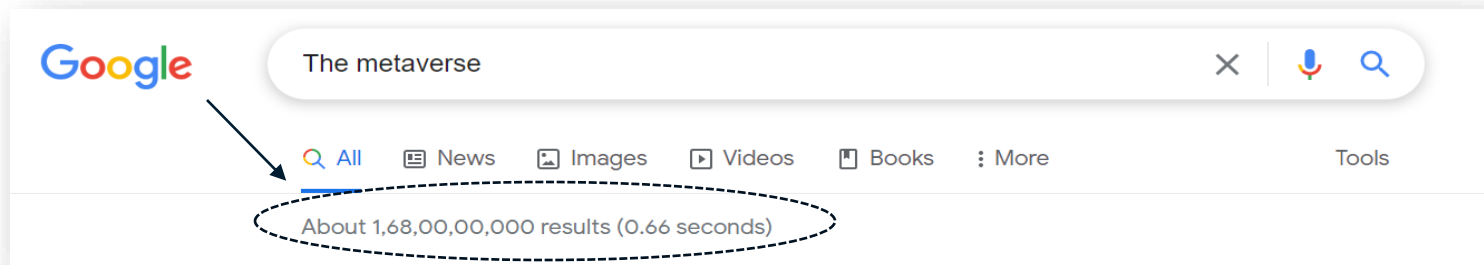 Google The metaverse
All News Images Videos Books More Tools
About 1,68,00,00,000 results (0.66 seconds)